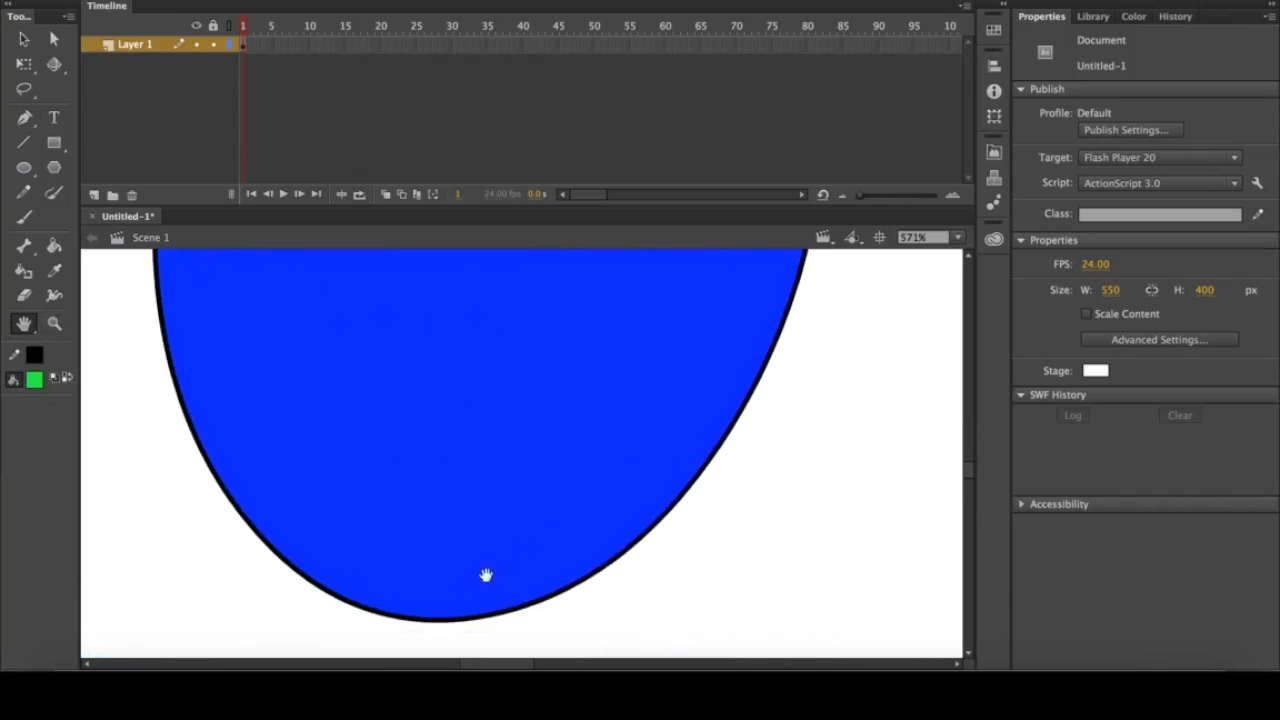 Too...
Timeline
1 5 10 15 20 25 30 35 40 45 50 55 60 65 70 75 80 85 90 95 10
Layer 1
1 24.00 fps 0.0 s
Untitled-1*
Scene 1
571%
T
Properties Library Color History
Document
Untitled-1
Publish
Profile: Default
Publish Settings...
Target: Flash Player 20
Script: ActionScript 3.0
Class:
Properties
FPS: 24.00
Size: W: 550 H: 400 px
Scale Content
Advanced Settings...
Stage:
SWF History
Log Clear
Accessibility